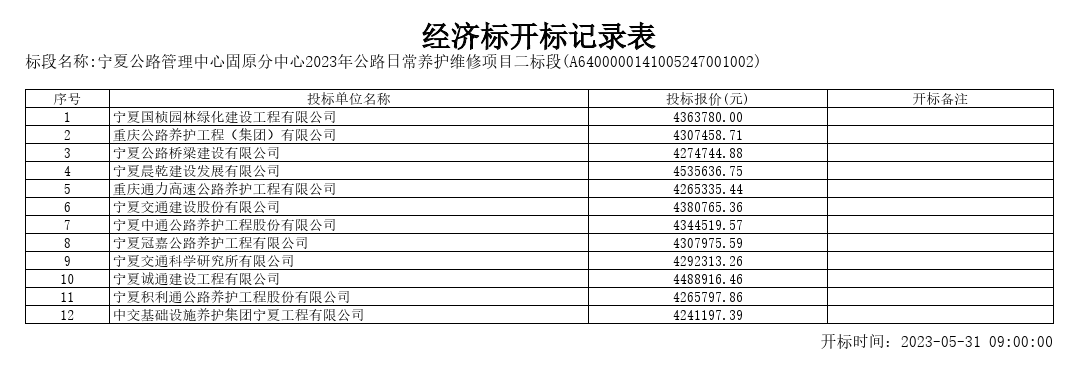 经济标开标记录表
标段名称:宁夏公路管理中心固原分中心2023年公路日常养护维修项目二标段(A6400000141005247001002)
序号 投标单位名称 投标报价(元) 开标备注
1 宁夏国桢园林绿化建设工程有限公司 4363780.00
2 重庆公路养护工程（集团）有限公司 4307458.71
3 宁夏公路桥梁建设有限公司 4274744.88
4 宁夏晨乾建设发展有限公司 4535636.75
5 重庆通力高速公路养护工程有限公司 4265335.44
6 宁夏交通建设股份有限公司 4380765.36
7 宁夏中通公路养护工程股份有限公司 4344519.57
8 宁夏冠嘉公路养护工程有限公司 4307975.59
9 宁夏交通科学研究所有限公司 4292313.26
10 宁夏诚通建设工程有限公司 4488916.46
11 宁夏积利通公路养护工程股份有限公司 4265797.86
12 中交基础设施养护集团宁夏工程有限公司 4241197.39
开标时间：2023-05-31 09:00:00